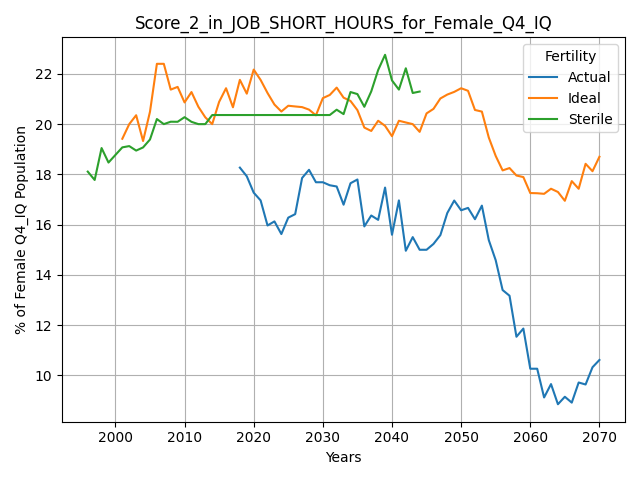 Score_2_in_JOB_SHORT_HOURS_for_Female_Q4_IQ
Fertility
Actual
Ideal
Sterile
% of Female Q4_IQ Population
22
20
18
16
14
12
10
2000 2010 2020 2030 2040 2050 2060 2070
Years